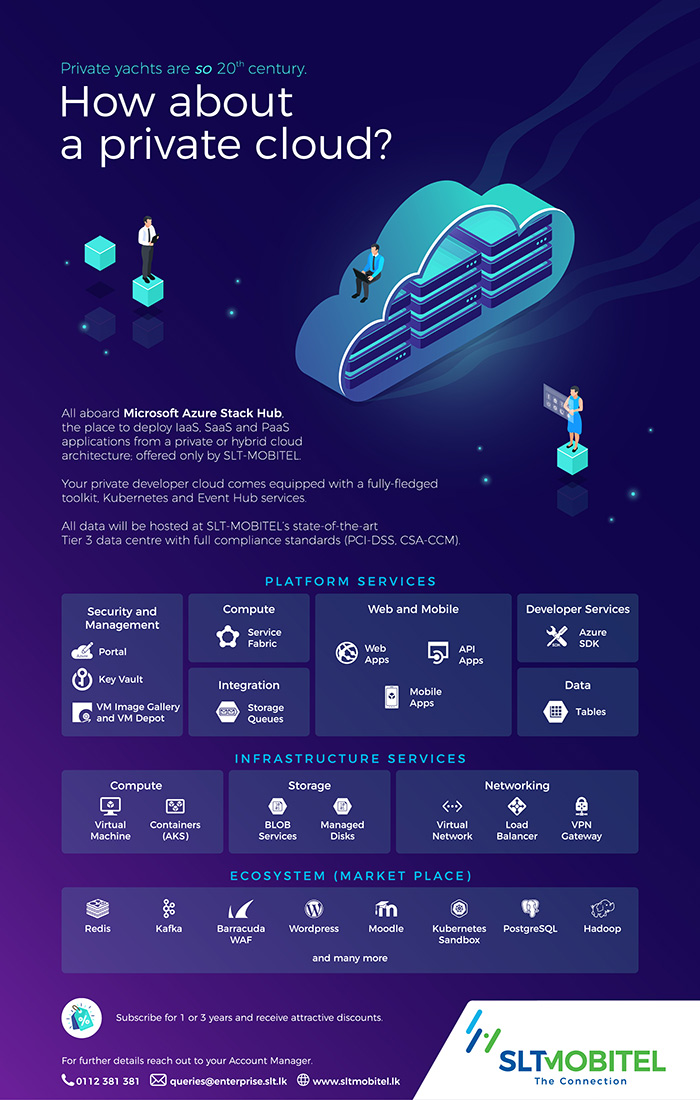 Private yachts are so 20th century.
How about
a private cloud?
All aboard Microsoft Azure Stack Hub,
the place to deploy IaaS, SaaS and PaaS
applications from a private or hybrid cloud
architecture; offered only by SLT-MOBITEL.
Your private developer cloud comes equipped with a fully-fledged
toolkit, Kubernetes and Event Hub services.
All data will be hosted at SLT-MOBITEL's state-of-the-art
Tier 3 data centre with full compliance standards (PCI-DSS, CSA-CCM).
PLATFORM SERVICES
Security and
Management
Portal
Key Vault
VM Image Gallery
and VM Depot
Compute
Service
Fabric
Integration
Storage
Queues
Web and Mobile
Web
Apps
API
Apps
Mobile
Apps
Developer Services
Azure
SDK
Data
Tables
INFRASTRUCTURE SERVICES
Compute
Virtual
Machine
Containers
(AKS)
Storage
BLOB
Services
Managed
Disks
Networking
Virtual
Network
Load
Balancer
VPN
Gateway
ECOSYSTEM (MARKET PLACE)
Redis
Kafka
Barracuda
WAF
Wordpress
Moodle
Kubernetes
Sandbox
PostgreSQL
Hadoop
and many more
Subscribe for 1 or 3 years and receive attractive discounts.
For further details reach out to your Account Manager.
0112 381 381 queries@enterprise.slt.lk www.sltmobitel.lk
SLTMOBITEL
The Connection